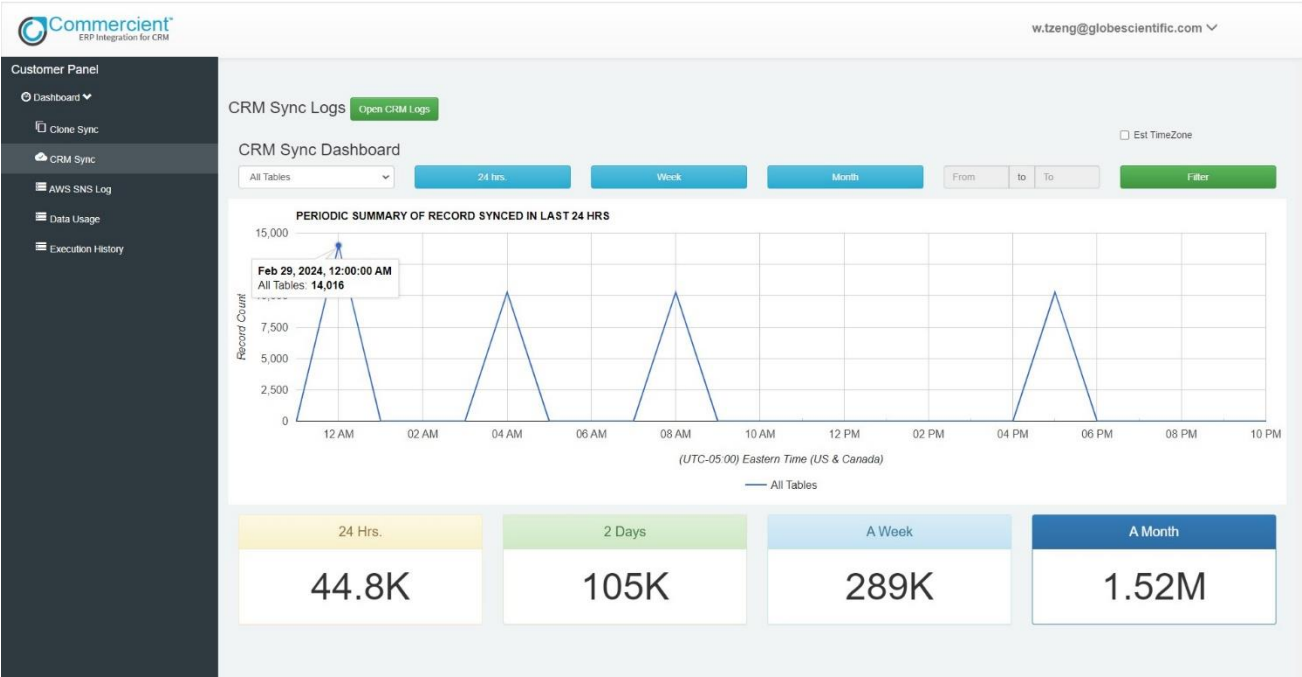 Commercient™
ERP Integration for CRM
w.tzeng@globescientific.com
Customer Panel
Dashboard
Clone Sync
CRM Sync
AWS SNS Log
Data Usage
Execution History
CRM Sync Logs Open CRM Logs
Est TimeZone
CRM Sync Dashboard
All Tables 24 hrs. Week Month From to To Filter
PERIODIC SUMMARY OF RECORD SYNCED IN LAST 24 HRS
15,000
Feb 29, 2024, 12:00:00 AM
All Tables: 14,016
Record Count
7,500
5,000
2,500
0
12 AM 02 AM 04 AM 06 AM 08 AM 10 AM 12 PM 02 PM 04 PM 06 PM 08 PM 10 PM
(UTC-05:00) Eastern Time (US & Canada)
All Tables
24 Hrs. 2 Days A Week A Month
44.8K 105K 289K 1.52M